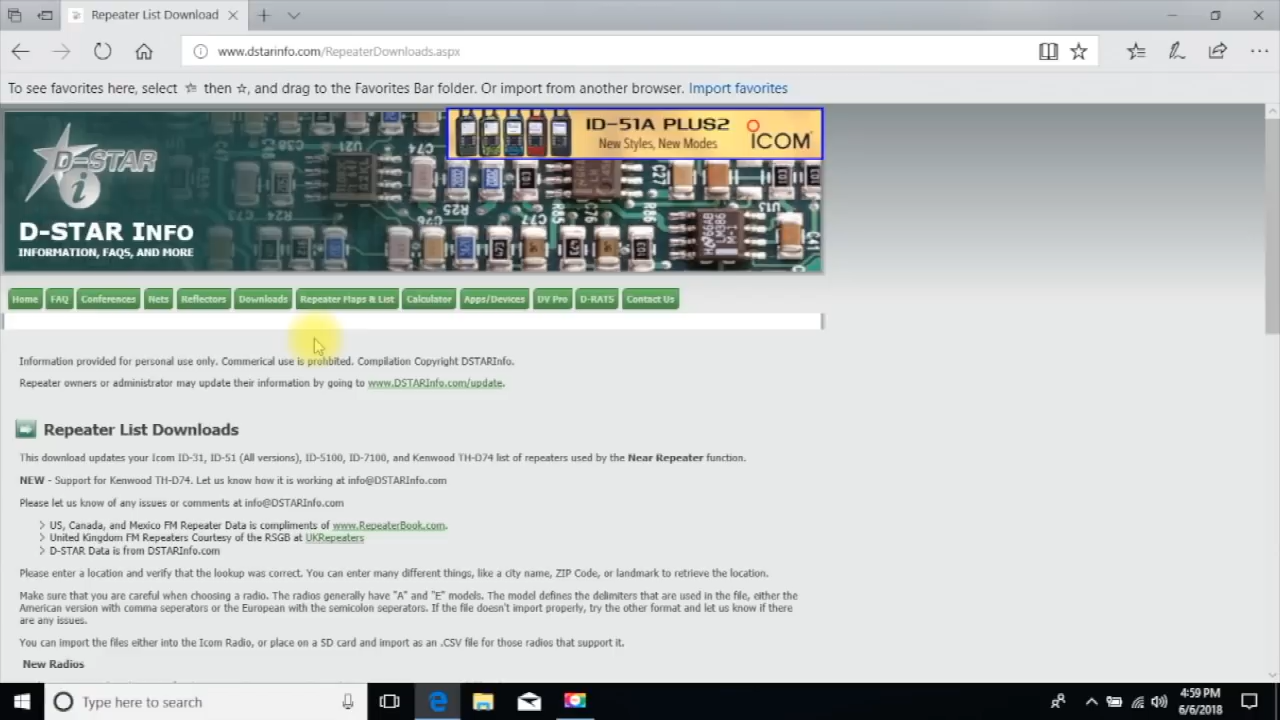 Repeater List Download
www.dstarinfo.com/RepeaterDownloads.aspx
To see favorites here, select then, and drag to the Favorites Bar folder. Or import from another browser. Import favorites
ID-51A PLUS2
New Styles, New Modes
ICOM
D-STAR
i
D-STAR INFO
INFORMATION, FAQS, AND MORE
C38
U21
C74
C27
R25
R24
C73
C77
C76
R86
U15
C41
LM386
M-1
Home FAQ Conferences Nets Reflectors Downloads Repeater Maps & List Calculator Apps/Devices DV Pro D-RATS Contact Us
Information provided for personal use only. Commerical use is prohbited. Compilation Copyright DSTARInfo.
Repeater owners or administrator may update their information by going to www.DSTARInfo.com/update.
Repeater List Downloads
This download updates your Icom ID-31, ID-51 (All versions), ID-5100, ID-7100, and Kenwood TH-D74 list of repeaters used by the Near Repeater function.
NEW - Support for Kenwood TH-D74. Let us know how it is working at info@DSTARInfo.com
Please let us know of any issues or comments at info@DSTARInfo.com
> US, Canada, and Mexico FM Repeater Data is compliments of www.RepeaterBook.com.
> United Kingdom FM Repeaters Courtesy of the RSGB at UKRepeaters
> D-STAR Data is from DSTARInfo.com
Please enter a location and verify that the lookup was correct. You can enter many different things, like a city name, ZIP Code, or landmark to retrieve the location.
Make sure that you are careful when choosing a radio. The radios generally have "A" and "E" models. The model defines the delimiters that are used in the file, either the
American version with comma seperators or the European with the semicolon seperators. If the file doesn't import properly, try the other format and let us know if there
are any issues.
You can import the files either into the Icom Radio, or place on a SD card and import as an .CSV file for those radios that support it.
New Radios
Type here to search
4:59 PM
6/6/2018